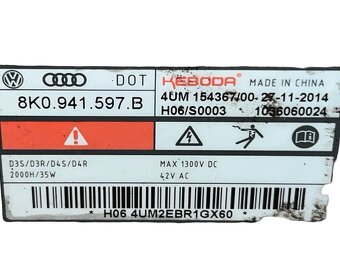 DOT KEBODA MADE IN CHINA
8K0.941.597.B
4UM 154367/00- 27-11-2014
H06/S0003 1036060024
D3S/D3R/D4S/D4R
2000H/35W
MAX 1300V DC
42V AC
* H06 4UM2EBR1GX60 *